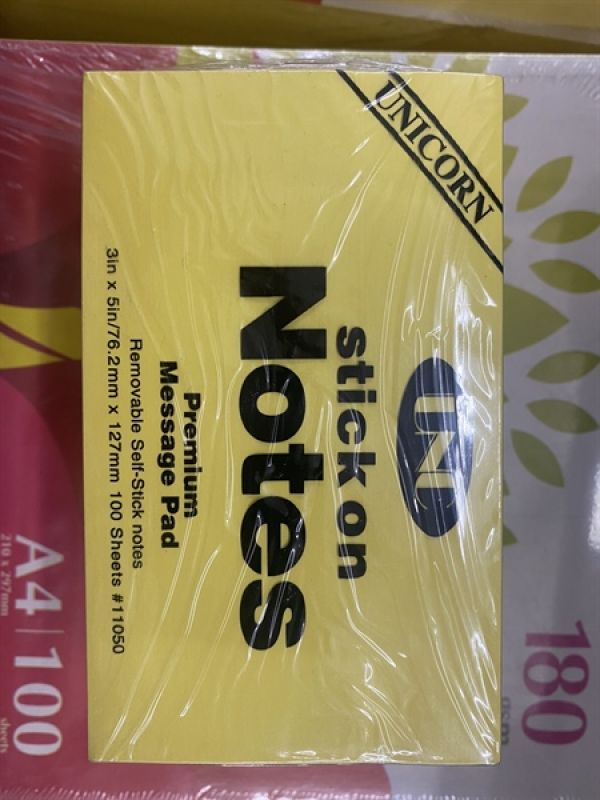 UNICORN
UNI
stick on
Notes
Premium
Message Pad
Removable Self-Stick notes
3in x 5in/76.2mm x 127mm 100 Sheets #11050
180
gsm
A4 | 100
210 x 297mm
sheets